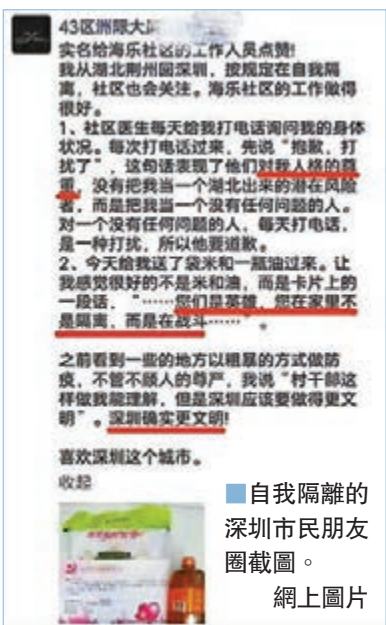 43区洲际大
实名给海乐社区的工作人员点赞!
我从湖北荆州回深圳，按规定在自我隔
离，社区也会关注。海乐社区的工作做得
很好。
1、社区医生每天给我打电话询问我的身体
状况。每次打电话过来，先说“抱歉，打
扰了”，这句话表现了他们对我人格的尊
重，没有把我当一个湖北出来的潜在风险
者，而是把我当一个没有任何问题的人。
对一个没有任何问题的人，每天打电话，
是一种打扰，所以他要道歉。
2、今天给我送了袋米和一瓶油过来。让
我感觉很好的不是米和油，而是卡片上的
一段话，“……您们是英雄，您在家里不
是隔离，而是在战斗……”。
之前看到一些的地方以粗暴的方式做防
疫，不管不顾人的尊严，我说“村干部这
样做我能理解，但是深圳应该要做得更文
明”。深圳确实更文明!
喜欢深圳这个城市。
收起
■自我隔離的
深圳市民朋友
圈截圖。
網上圖片